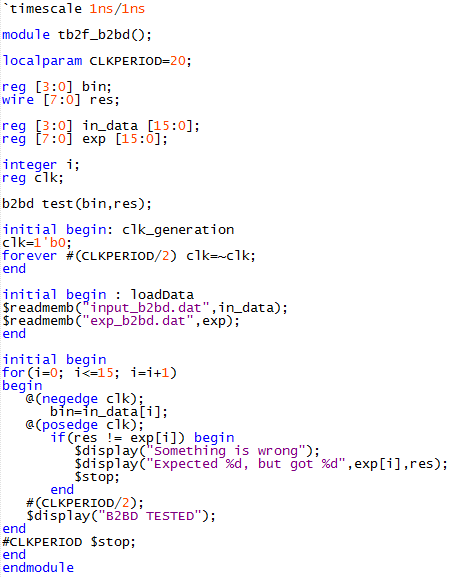 `timescale 1ns/1ns
module tb2f_b2bd();
localparam CLKPERIOD=20;
reg [3:0] bin;
wire [7:0] res;
reg [3:0] in_data [15:0];
reg [7:0] exp [15:0];
integer i;
reg clk;
b2bd test(bin,res);
initial begin: clk_generation
clk=1'b0;
forever #(CLKPERIOD/2) clk=~clk;
end
initial begin : loadData
$readmemb("input_b2bd.dat",in_data);
$readmemb("exp_b2bd.dat",exp);
end
initial begin
for(i=0; i<=15; i=i+1)
begin
   @(negedge clk);
      bin=in_data[i];
   @(posedge clk);
      if(res != exp[i]) begin
         $display("Something is wrong");
         $display("Expected %d, but got %d",exp[i],res);
         $stop;
      end
   #(CLKPERIOD/2);
   $display("B2BD TESTED");
end
#CLKPERIOD $stop;
end
endmodule